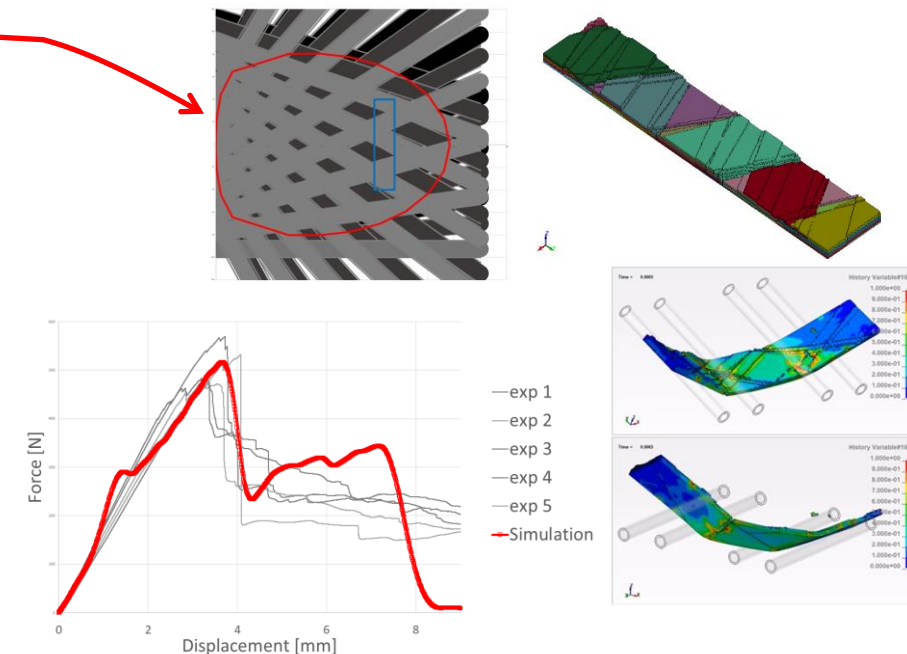 Time =
History Variable#19
1.000e+00
9.000e-01
8.000e-01
7.000e-01
6.000e-01
5.000e-01
4.000e-01
3.000e-01
2.000e-01
1.000e-01
0.000e+00
Time =
History Variable#19
1.000e+00
9.000e-01
8.000e-01
7.000e-01
6.000e-01
5.000e-01
4.000e-01
3.000e-01
2.000e-01
1.000e-01
0.000e+00
Force [N]
0 2 4 6 8
Displacement [mm]
exp 1
exp 2
exp 3
exp 4
exp 5
Simulation